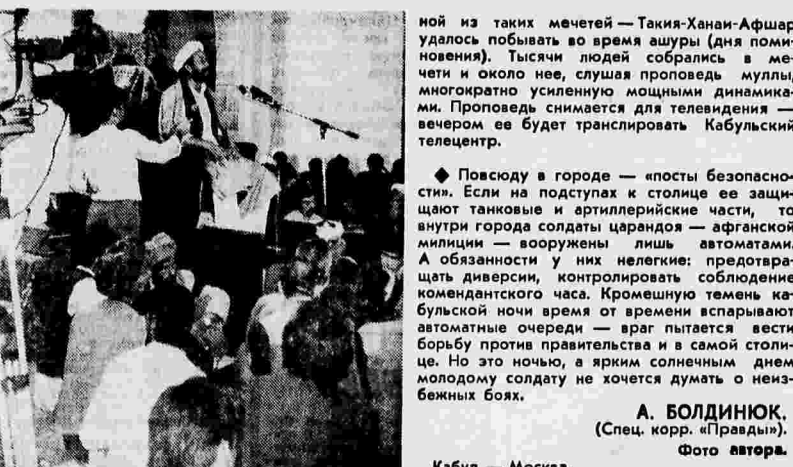 ной из таких мечетей — Такия-Ханаи-Афшар
удалось побывать во время ашуры (дня поми-
новения). Тысячи людей собрались в ме-
чети и около нее, слушая проповедь муллы,
многократно усиленную мощными динамика-
ми. Проповедь снимается для телевидения —
вечером ее будет транслировать Кабульский
телецентр.
◆ Повсюду в городе — «посты безопасно-
сти». Если на подступах к столице ее защи-
щают танковые и артиллерийские части, то
внутри города солдаты царандоя — афганской
милиции — вооружены лишь автоматами.
А обязанности у них нелегкие: предотвра-
щать диверсии, контролировать соблюдение
комендантского часа. Кромешную темень ка-
бульской ночи время от времени вспарывают
автоматные очереди — враг пытается вести
борьбу против правительства и в самой столи-
це. Но это ночью, а ярким солнечным днем
молодому солдату не хочется думать о неиз-
бежных боях.
А. БОЛДИНЮК.
(Спец. корр. «Правды»).
Фото автора.
Кабул — Москва.